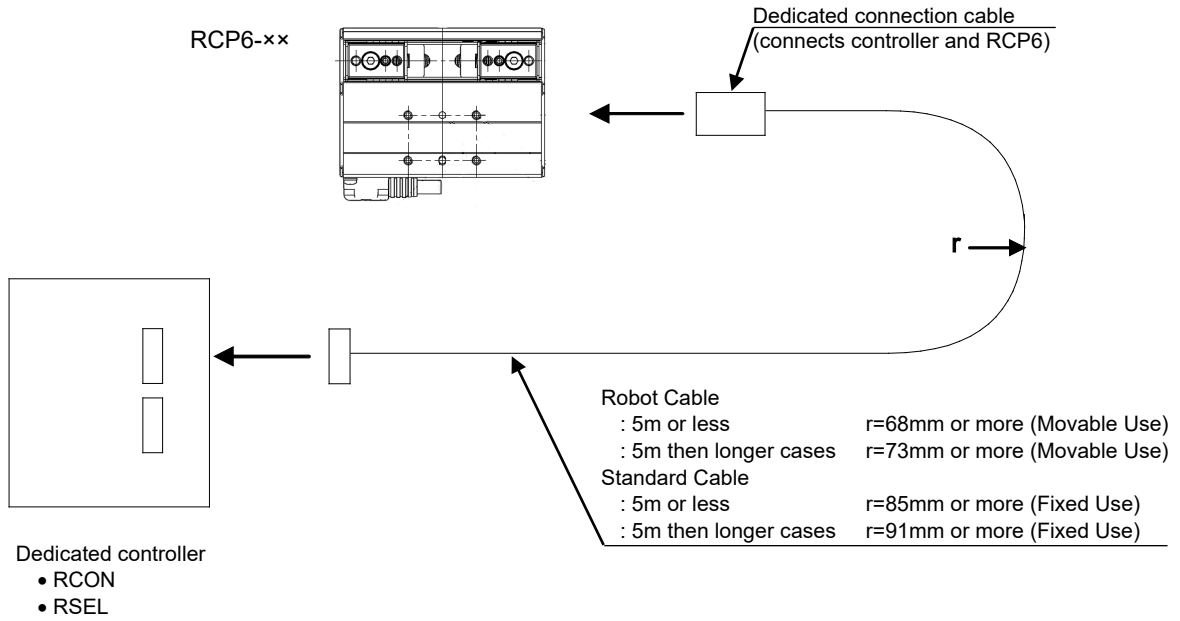 RCP6-××
Dedicated connection cable
(connects controller and RCP6)
r
Robot Cable
: 5m or less r=68mm or more (Movable Use)
: 5m then longer cases r=73mm or more (Movable Use)
Standard Cable
: 5m or less r=85mm or more (Fixed Use)
: 5m then longer cases r=91mm or more (Fixed Use)
Dedicated controller
• RCON
• RSEL